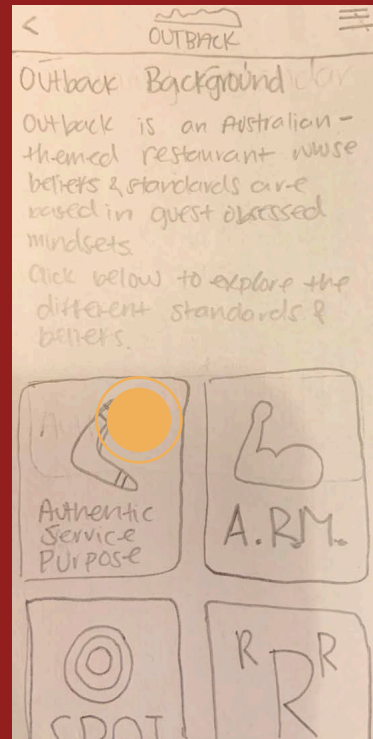 OUTBACK
Outback Background
Outback is an Australian-
themed restaurant whose
beliefs & standards are
based in guest obsessed
mindsets.
Click below to explore the
different standards &
beliefs.
Authentic
Service
Purpose
A.R.M.
SPOT
R R R